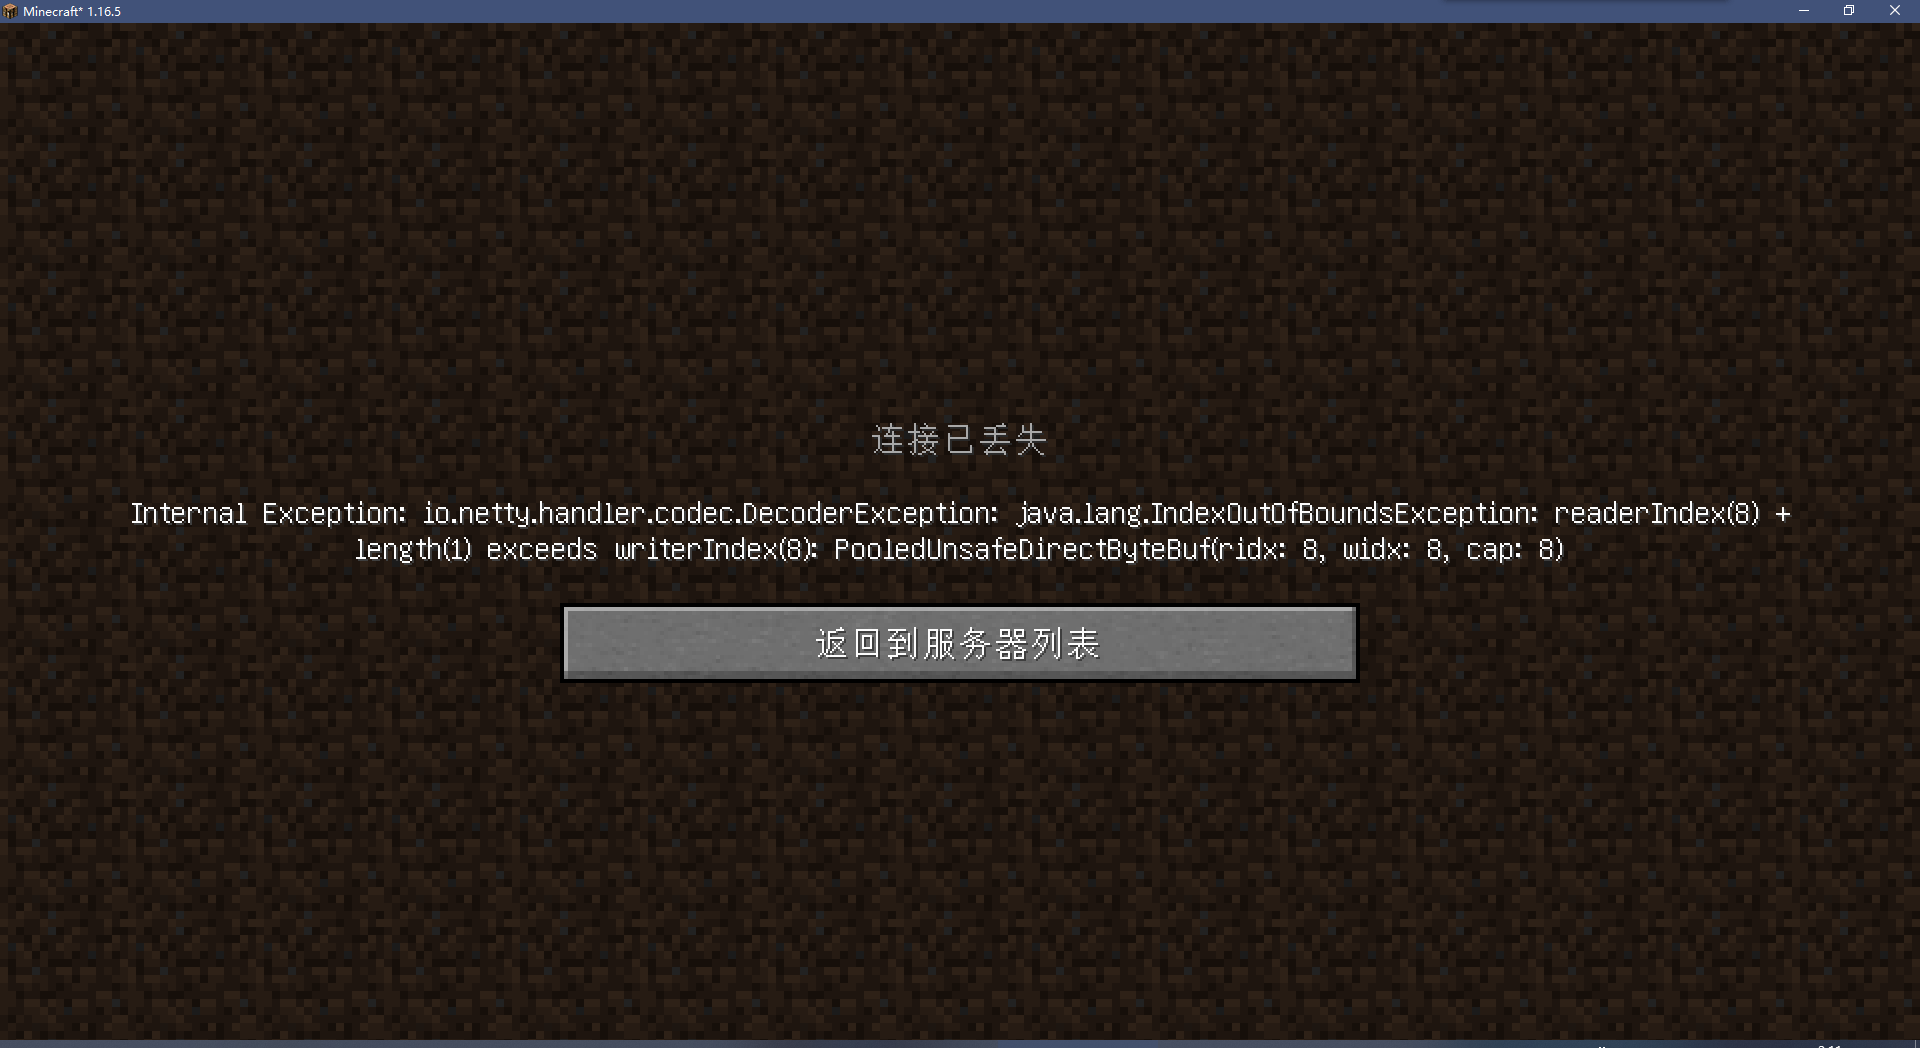 Minecraft* 1.16.5
连接已丢失
Internal Exception: io.netty.handler.codec.DecoderException: java.lang.IndexOutOfBoundsException: readerIndex(8) +
length(1) exceeds writerIndex(8): PooledUnsafeDirectByteBuf(ridx: 8, widx: 8, cap: 8)
返回到服务器列表